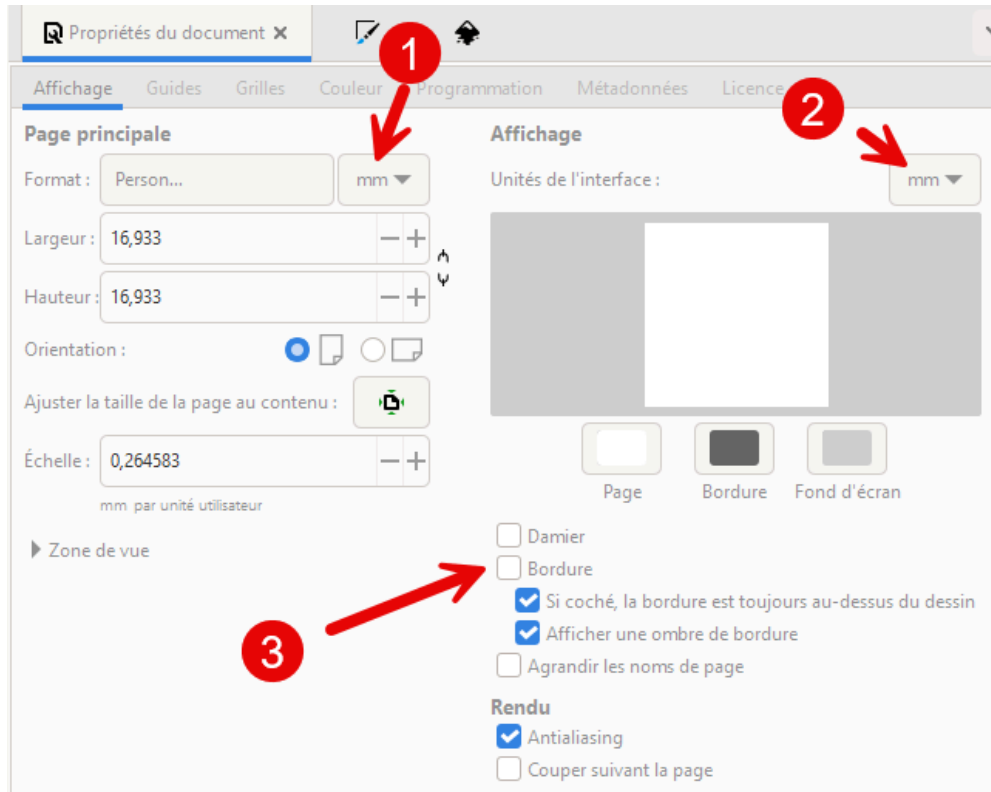 Propriétés du document
1
Affichage Guides Grilles Couleur Programmation Métadonnées Licence
2
Page principale
Format : Person... mm
Largeur : 16,933
Hauteur : 16,933
Orientation :
Ajuster la taille de la page au contenu :
Échelle : 0,264583
mm par unité utilisateur
Zone de vue
3
Affichage
Unités de l'interface : mm
Page Bordure Fond d'écran
Damier
Bordure
Si coché, la bordure est toujours au-dessus du dessin
Afficher une ombre de bordure
Agrandir les noms de page
Rendu
Antialiasing
Couper suivant la page